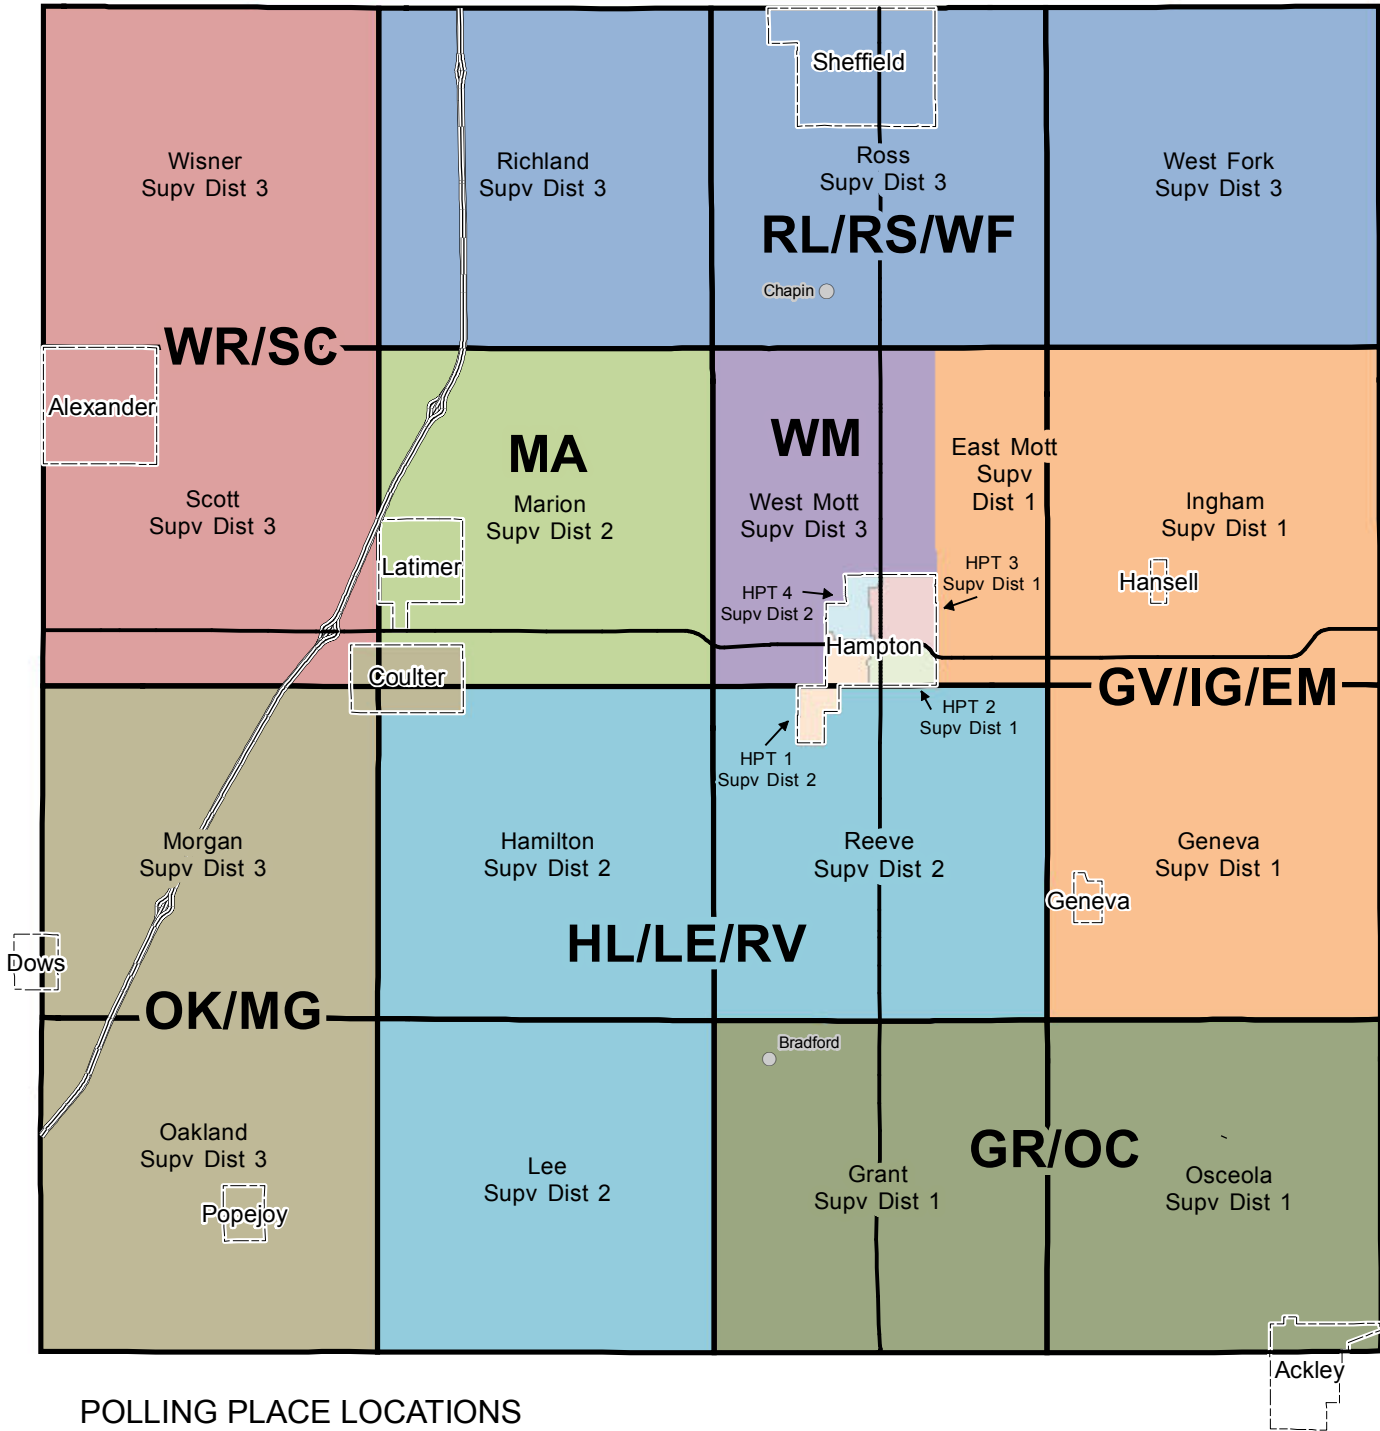 Sheffield
Wisner
Supv Dist 3
Richland
Supv Dist 3
Ross
Supv Dist 3
West Fork
Supv Dist 3
RL/RS/WF
Chapin
WR/SC
Alexander
MA
WM
East Mott
Supv
Dist 1
Scott
Supv Dist 3
Marion
Supv Dist 2
West Mott
Supv Dist 3
Ingham
Supv Dist 1
Latimer
HPT 3
Supv Dist 1
Hansell
HPT 4
Supv Dist 2
Hampton
Coulter
GV/IG/EM
HPT 2
Supv Dist 1
HPT 1
Supv Dist 2
Morgan
Supv Dist 3
Hamilton
Supv Dist 2
Reeve
Supv Dist 2
Geneva
Supv Dist 1
Geneva
HL/LE/RV
Dows
OK/MG
Bradford
Oakland
Supv Dist 3
GR/OC
Lee
Supv Dist 2
Grant
Supv Dist 1
Osceola
Supv Dist 1
Popejoy
Ackley
POLLING PLACE LOCATIONS